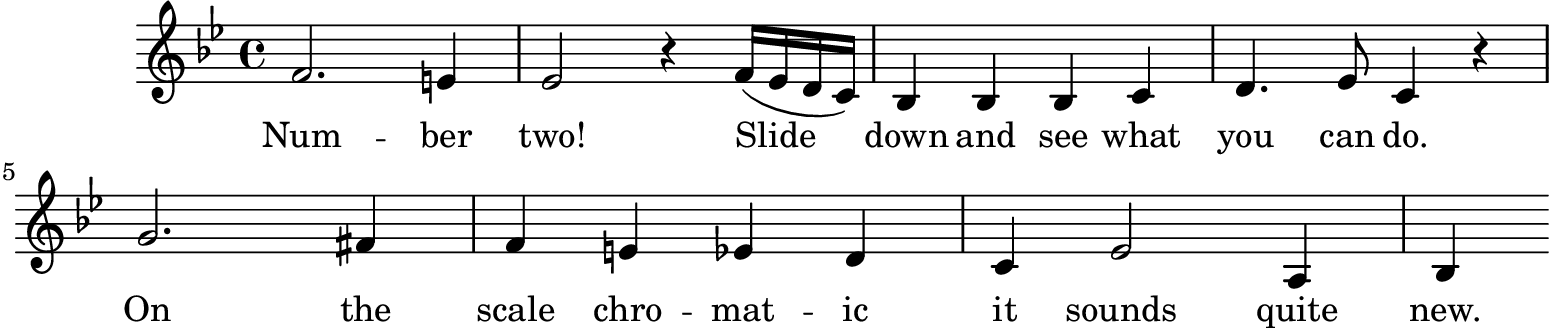 Num - ber two! Slide down and see what you can do.
5
On the scale chro - mat - ic it sounds quite new.